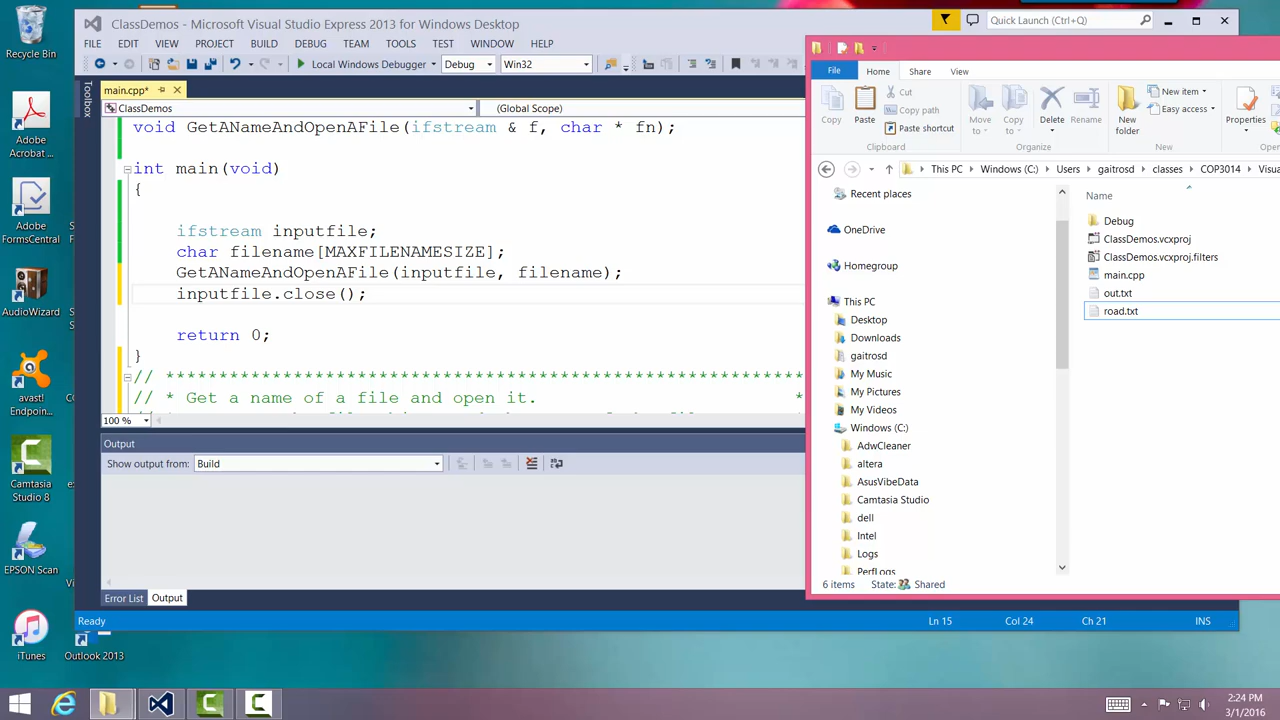 Recycle Bin
Adobe
Acrobat ...
Adobe
FormsCentral
AudioWizard
avast!
Endpoin...
Camtasia
Studio 8
EPSON Scan
iTunes
Outlook 2013
ClassDemos - Microsoft Visual Studio Express 2013 for Windows Desktop
Quick Launch (Ctrl+Q)
FILE EDIT VIEW PROJECT BUILD DEBUG TEAM TOOLS TEST WINDOW HELP
Local Windows Debugger Debug Win32
Toolbox
main.cpp*
ClassDemos (Global Scope)
void GetANameAndOpenAFile(ifstream & f, char * fn);
int main(void)
{
ifstream inputfile;
char filename[MAXFILENAMESIZE];
GetANameAndOpenAFile(inputfile, filename);
inputfile.close();
return 0;
}
// ************************************************************
// * Get a name of a file and open it. *
100 %
Output
Show output from: Build
Error List Output
Ready Ln 15 Col 24 Ch 21 INS
File Home Share View
Copy
Paste
Cut
Copy path
Paste shortcut
Clipboard
Move
to
Copy
to
Delete
Rename
Organize
New
folder
New item
Easy access
New
Properties
Open
This PC Windows (C:) Users gaitrosd classes COP3014 Visua
Recent places
OneDrive
Homegroup
This PC
Desktop
Downloads
gaitrosd
My Music
My Pictures
My Videos
Windows (C:)
AdwCleaner
altera
AsusVibeData
Camtasia Studio
dell
Intel
Logs
PerfLogs
Name
Debug
ClassDemos.vcxproj
ClassDemos.vcxproj.filters
main.cpp
out.txt
road.txt
6 items State: Shared
2:24 PM
3/1/2016